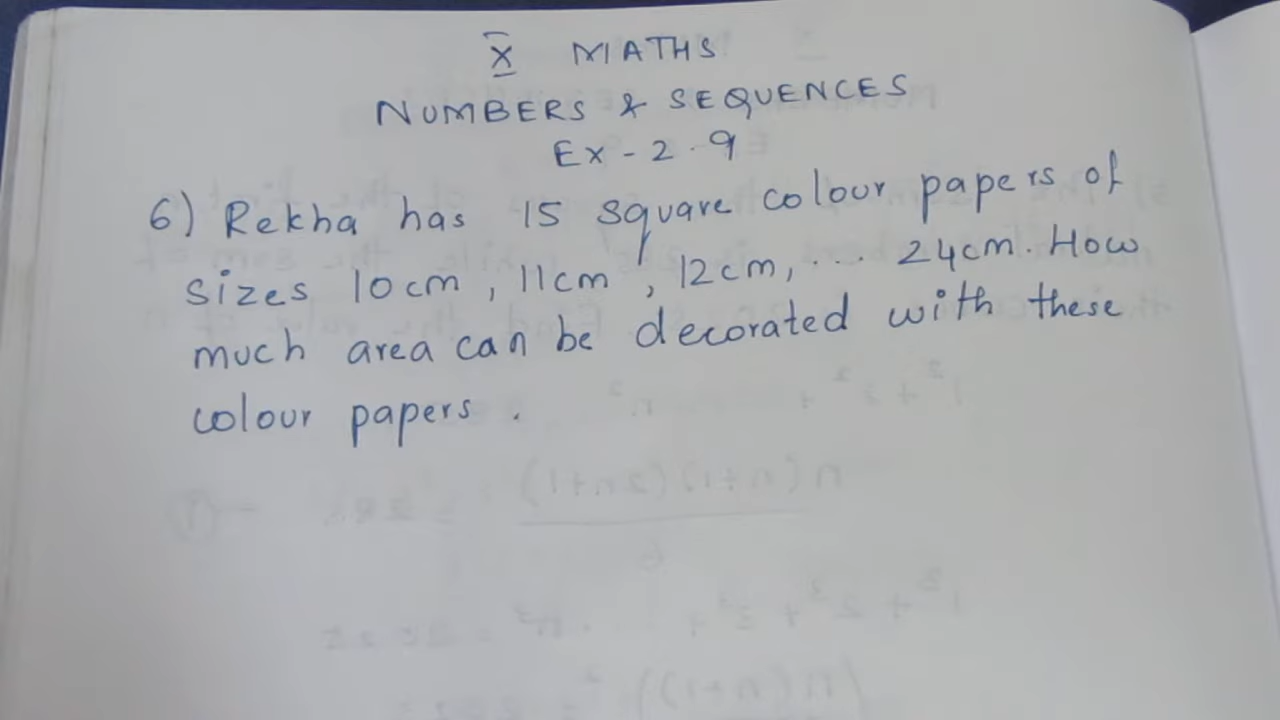 X MATHS
NUMBERS & SEQUENCES
Ex - 2.9
6) Rekha has 15 square colour papers of
sizes 10cm, 11cm, 12cm, ... 24cm. How
much area can be decorated with these
colour papers.